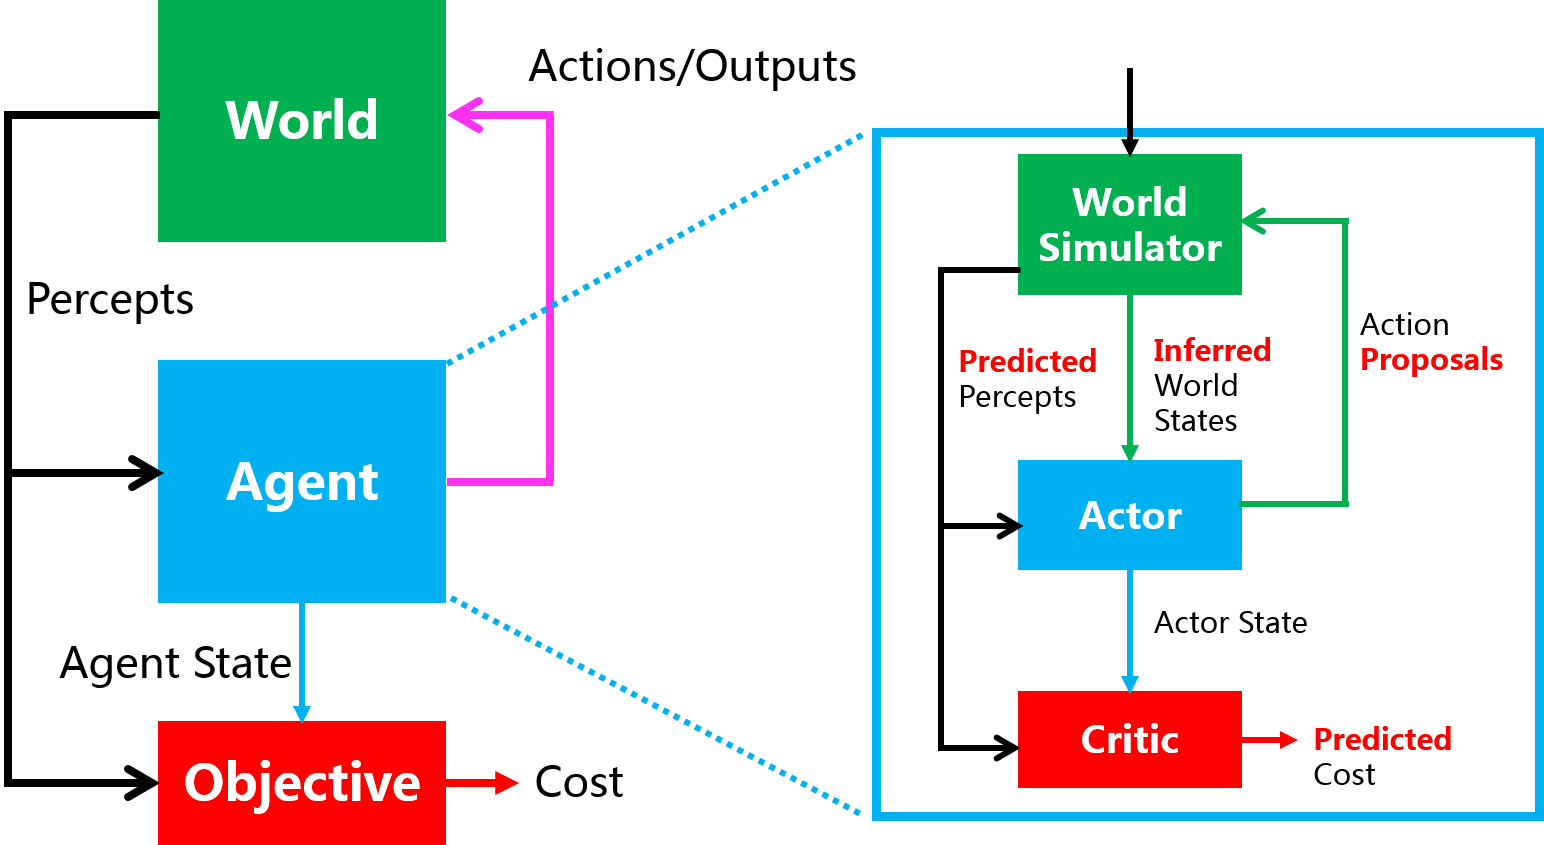 World
Actions/Outputs
Percepts
Agent
Agent State
Objective
Cost
World
Simulator
Predicted
Percepts
Inferred
World
States
Action
Proposals
Actor
Actor State
Critic
Predicted
Cost